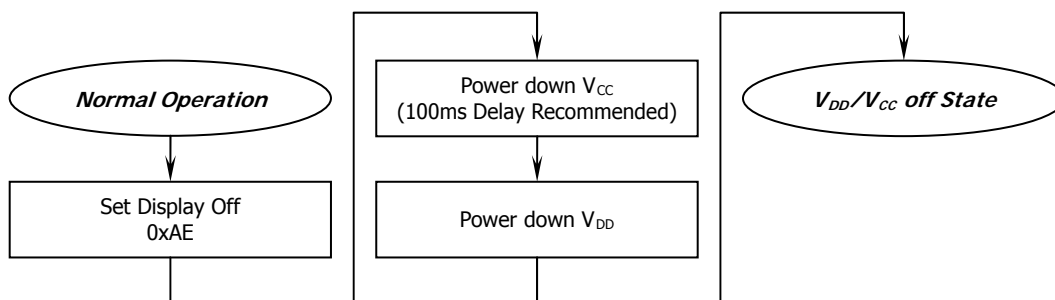 Normal Operation
Set Display Off
0xAE
Power down VCC
(100ms Delay Recommended)
Power down VDD
VDD/VCC off State